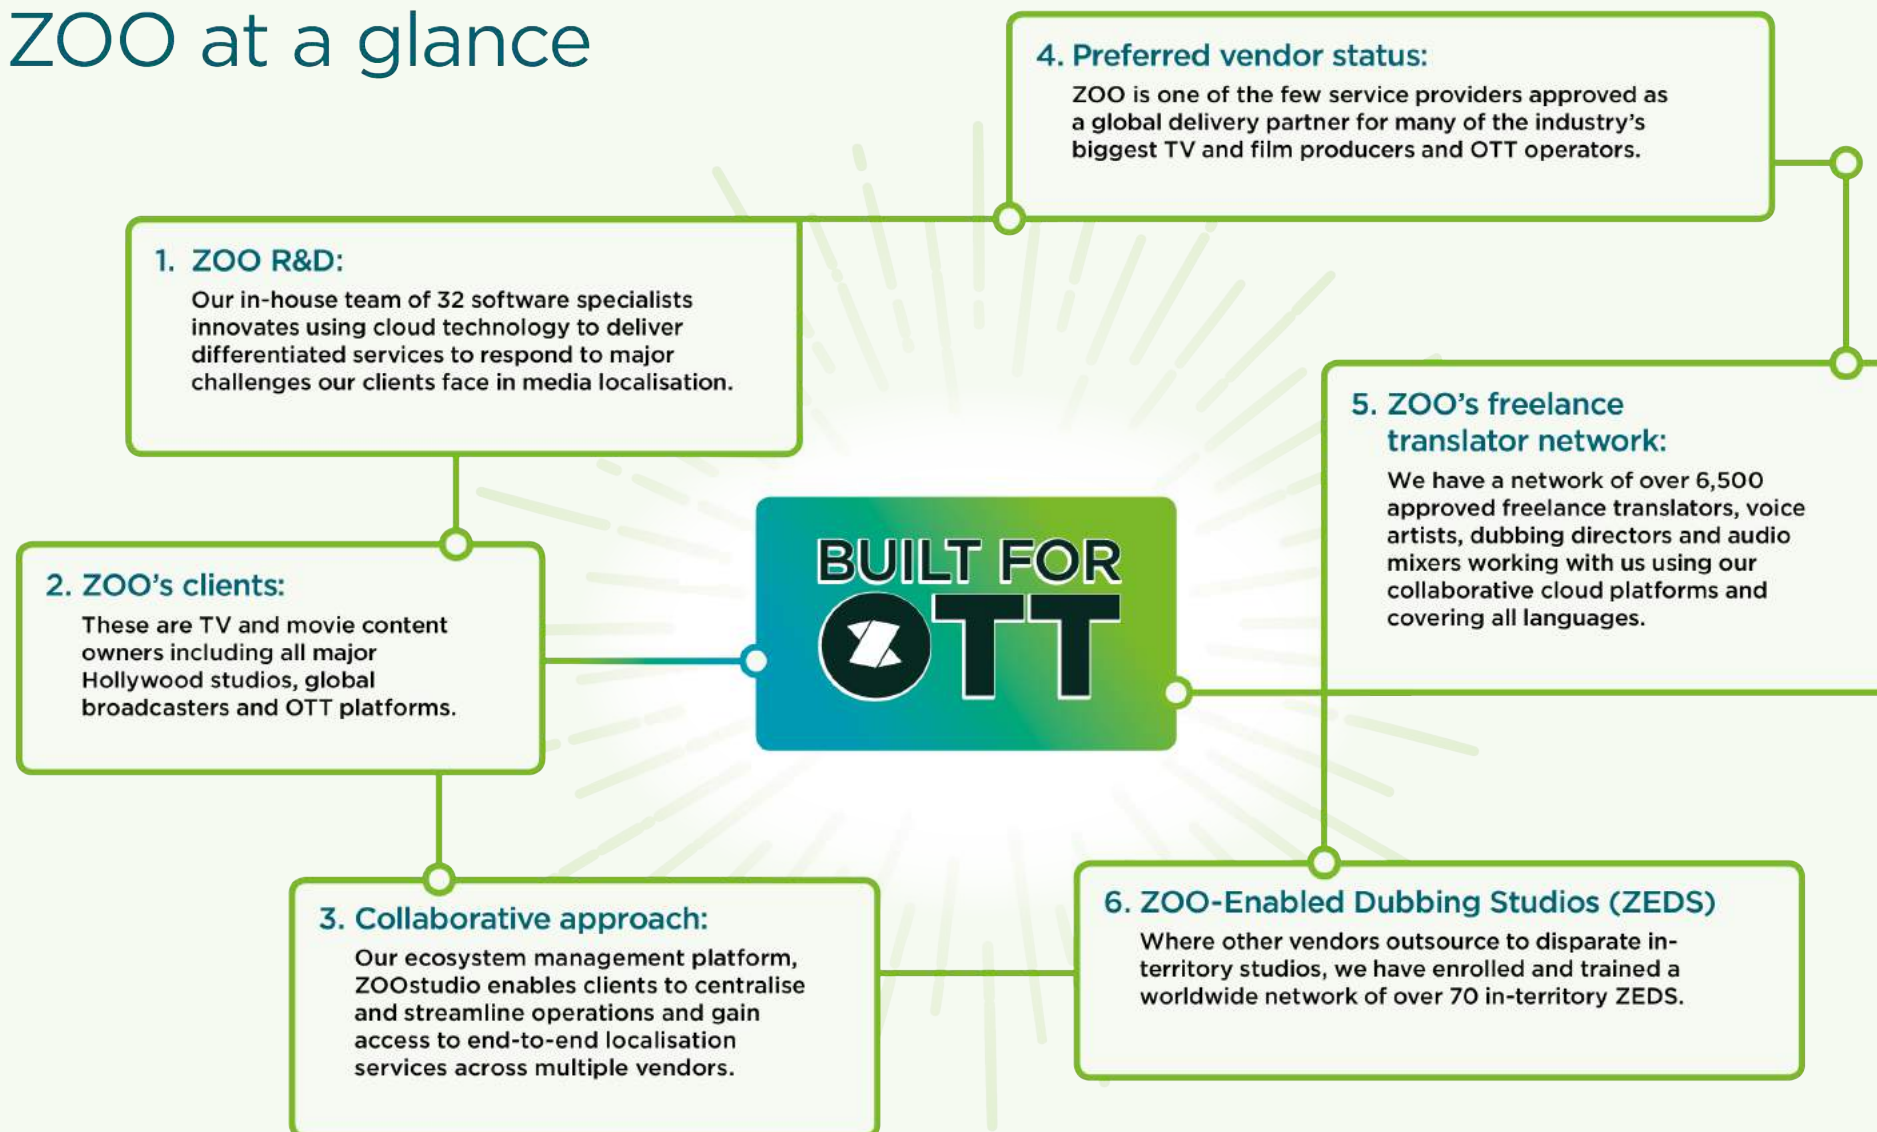 ZOO at a glance
1. ZOO R&D:
Our in-house team of 32 software specialists
innovates using cloud technology to deliver
differentiated services to respond to major
challenges our clients face in media localisation.
2. ZOO's clients:
These are TV and movie content
owners including all major
Hollywood studios, global
broadcasters and OTT platforms.
3. Collaborative approach:
Our ecosystem management platform,
ZOOstudio enables clients to centralise
and streamline operations and gain
access to end-to-end localisation
services across multiple vendors.
BUILT FOR
OTT
4. Preferred vendor status:
ZOO is one of the few service providers approved as
a global delivery partner for many of the industry's
biggest TV and film producers and OTT operators.
5. ZOO's freelance
translator network:
We have a network of over 6,500
approved freelance translators, voice
artists, dubbing directors and audio
mixers working with us using our
collaborative cloud platforms and
covering all languages.
6. ZOO-Enabled Dubbing Studios (ZEDS)
Where other vendors outsource to disparate in-
territory studios, we have enrolled and trained a
worldwide network of over 70 in-territory ZEDS.